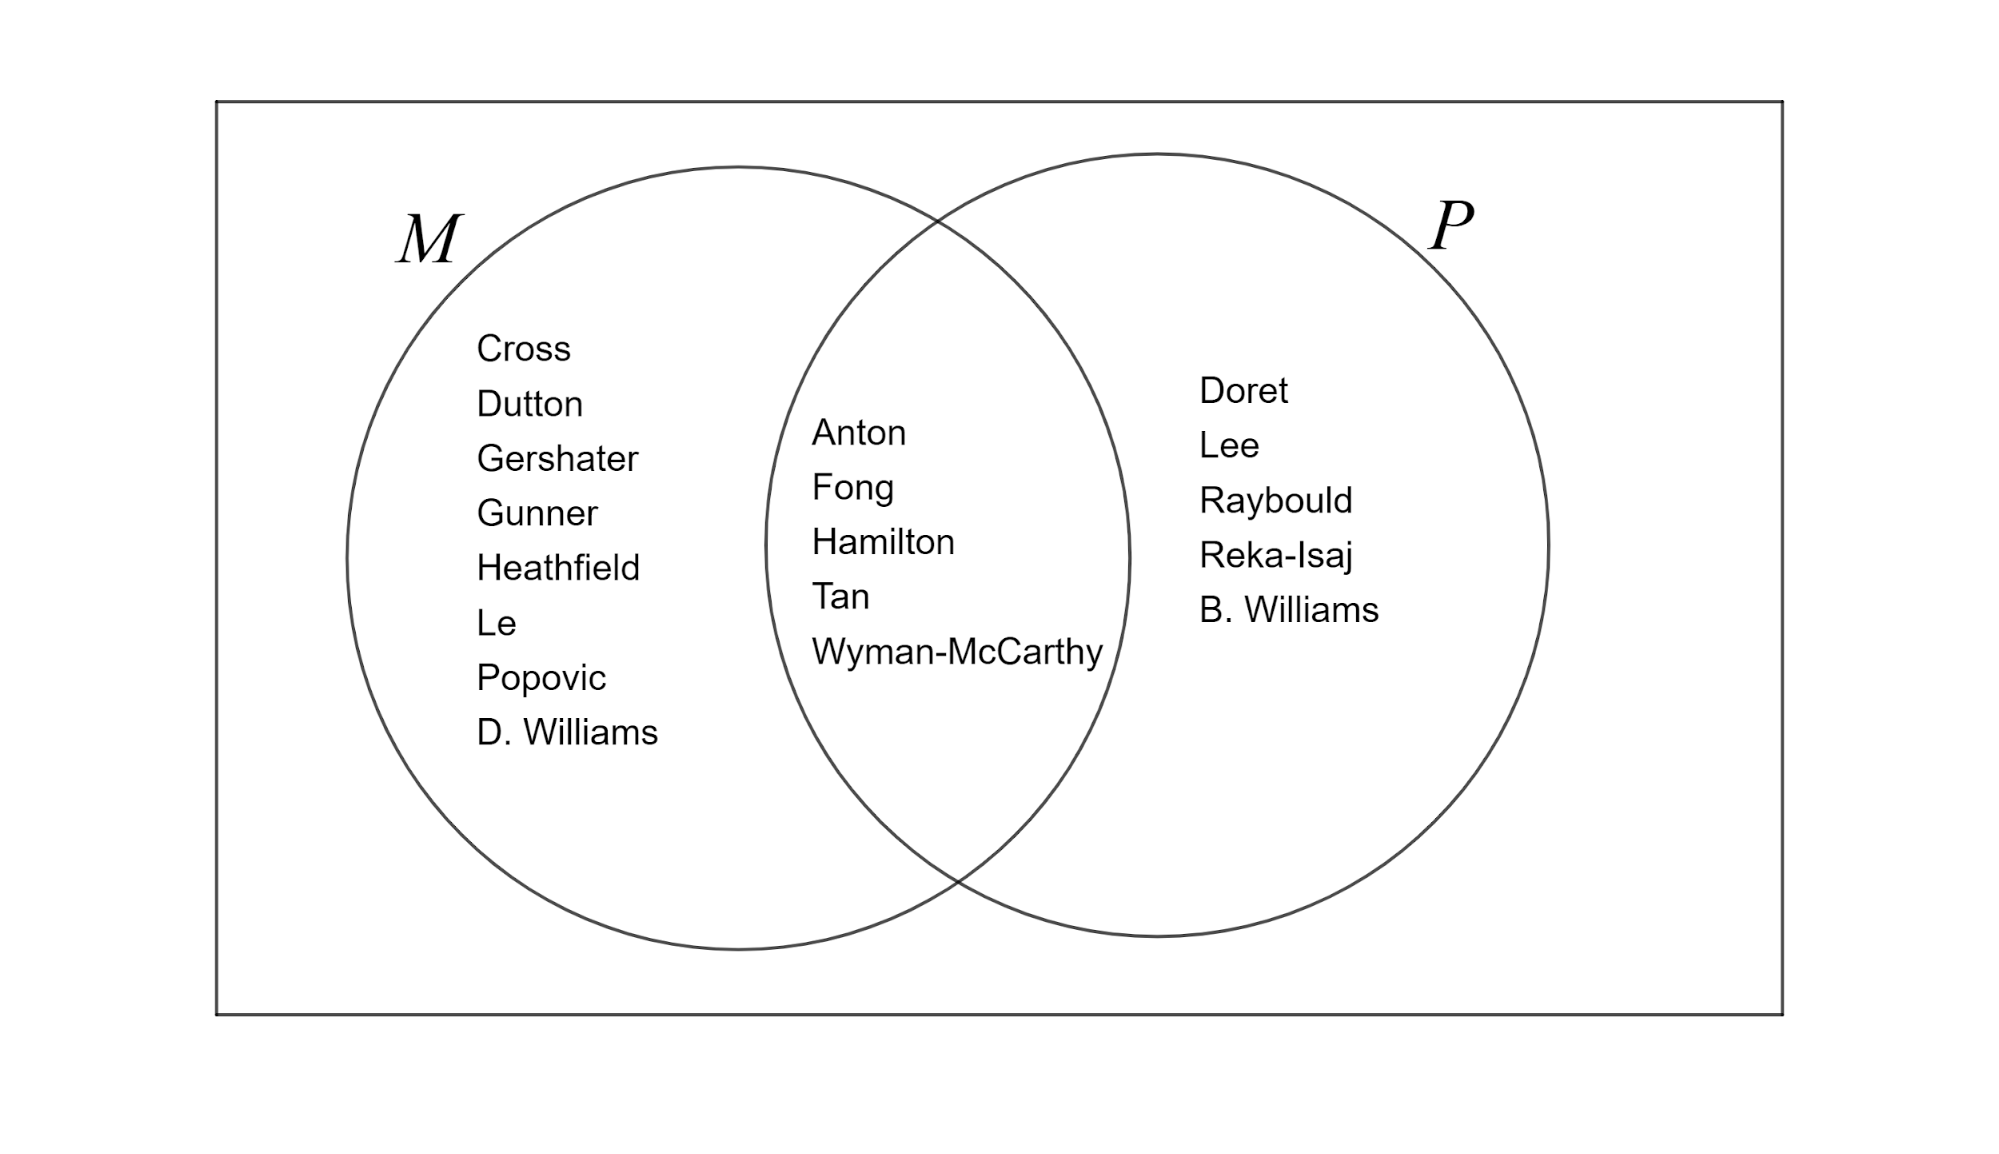 M
P
Cross
Dutton
Gershater
Gunner
Heathfield
Le
Popovic
D. Williams
Anton
Fong
Hamilton
Tan
Wyman-McCarthy
Doret
Lee
Raybould
Reka-Isaj
B. Williams